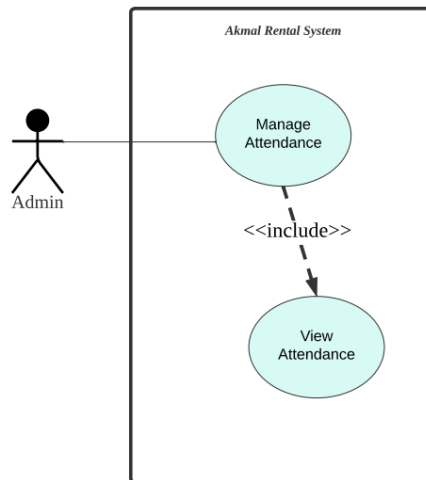 Akmal Rental System
Manage
Attendance
Admin
<<include>>
View
Attendance